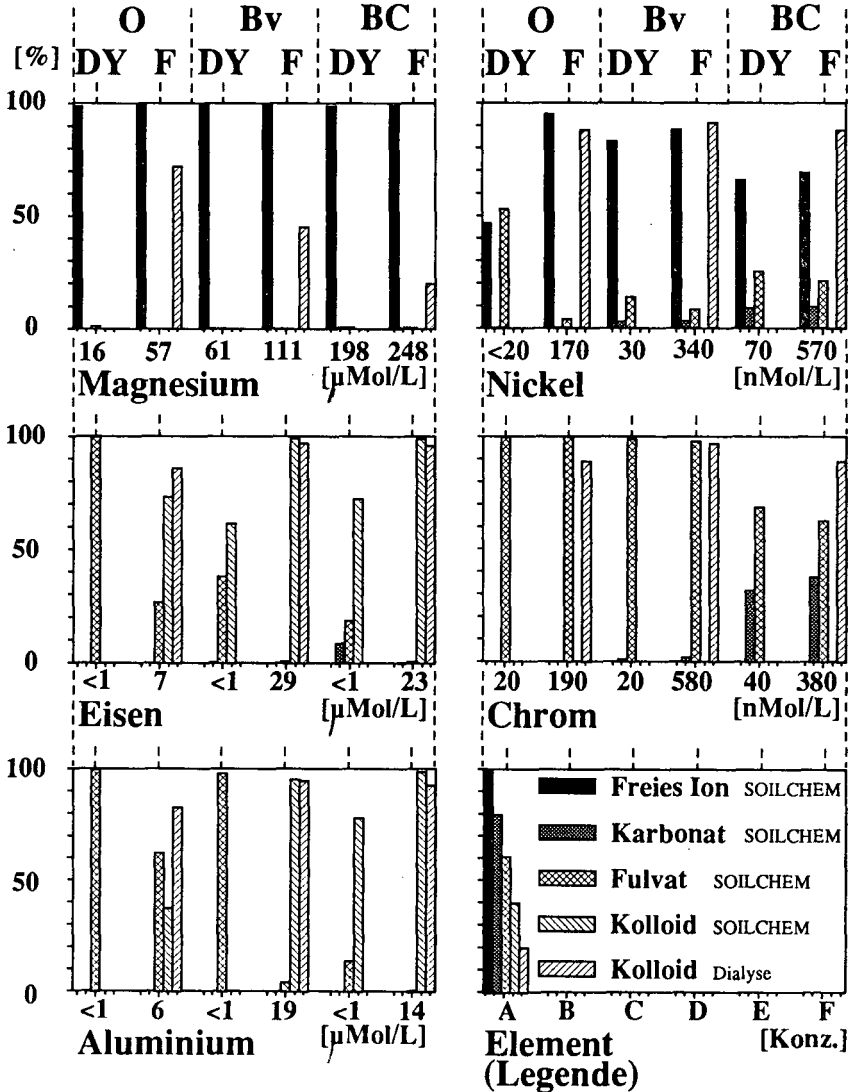 O Bv BC O Bv BC
[%] DY F DY F DY F DY F DY F DY F
100
50
0
16 57 61 111 198 248 <20 170 30 340 70 570
Magnesium [µMol/L] Nickel [nMol/L]
100
50
0
<1 7 <1 29 <1 23 20 190 20 580 40 380
Eisen [µMol/L] Chrom [nMol/L]
100
50
0
Freies Ion SOILCHEM
Karbonat SOILCHEM
Fulvat SOILCHEM
Kolloid SOILCHEM
Kolloid Dialyse
<1 6 <1 19 <1 14 A B C D E F
Aluminium [µMol/L] Element [Konz.]
(Legende)